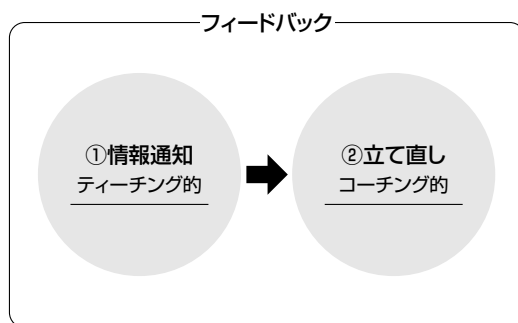 フィードバック
①情報通知
ティーチング的
②立て直し
コーチング的